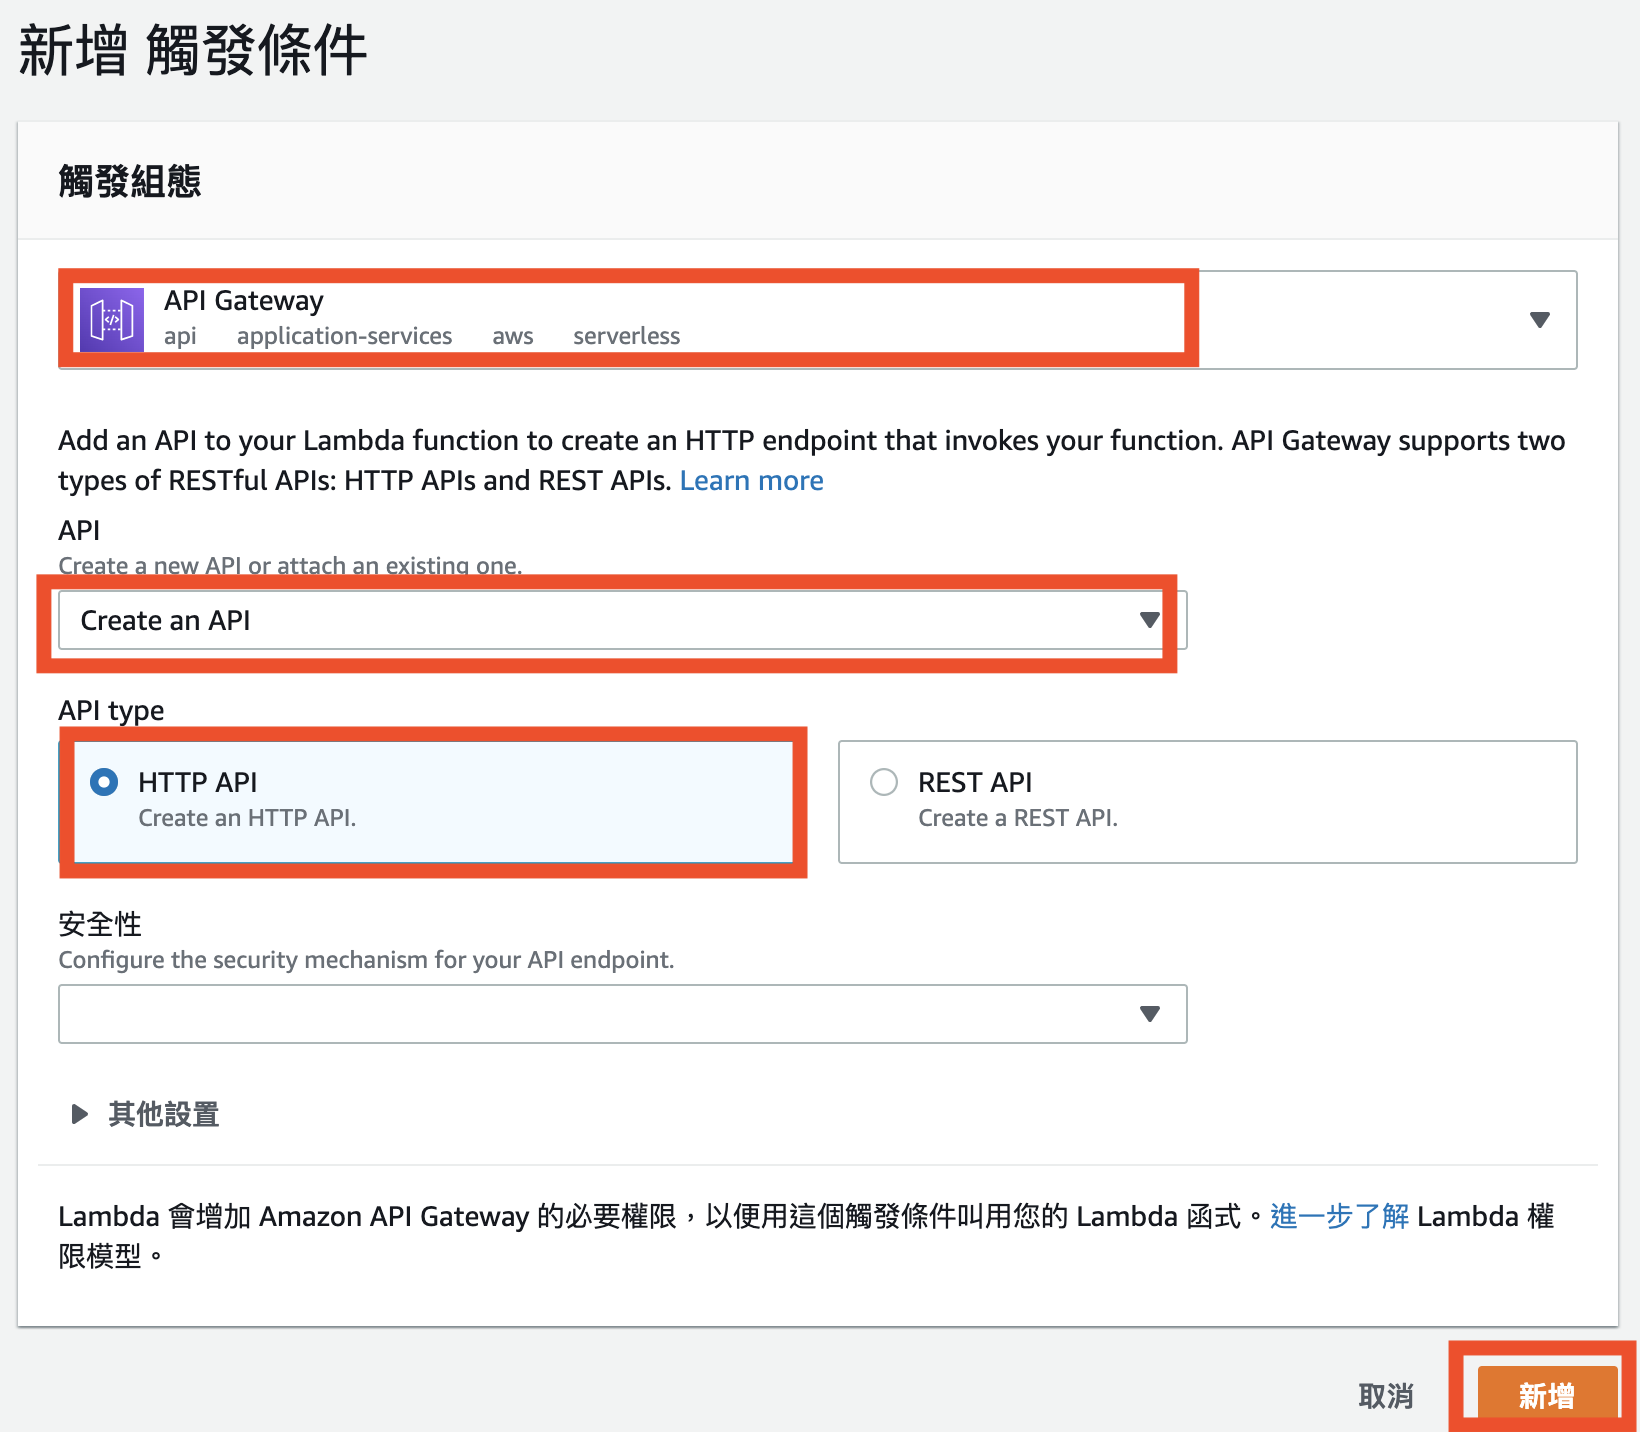 新增 觸發條件
觸發組態
API Gateway
api application-services aws serverless
Add an API to your Lambda function to create an HTTP endpoint that invokes your function. API Gateway supports two
types of RESTful APIs: HTTP APIs and REST APIs. Learn more
API
Create a new API or attach an existing one.
Create an API
API type
HTTP API
Create an HTTP API.
REST API
Create a REST API.
安全性
Configure the security mechanism for your API endpoint.
其他設置
Lambda 會增加 Amazon API Gateway 的必要權限，以便用這個觸發條件叫用您的 Lambda 函式。進一步了解 Lambda 權
限模型。
取消
新增